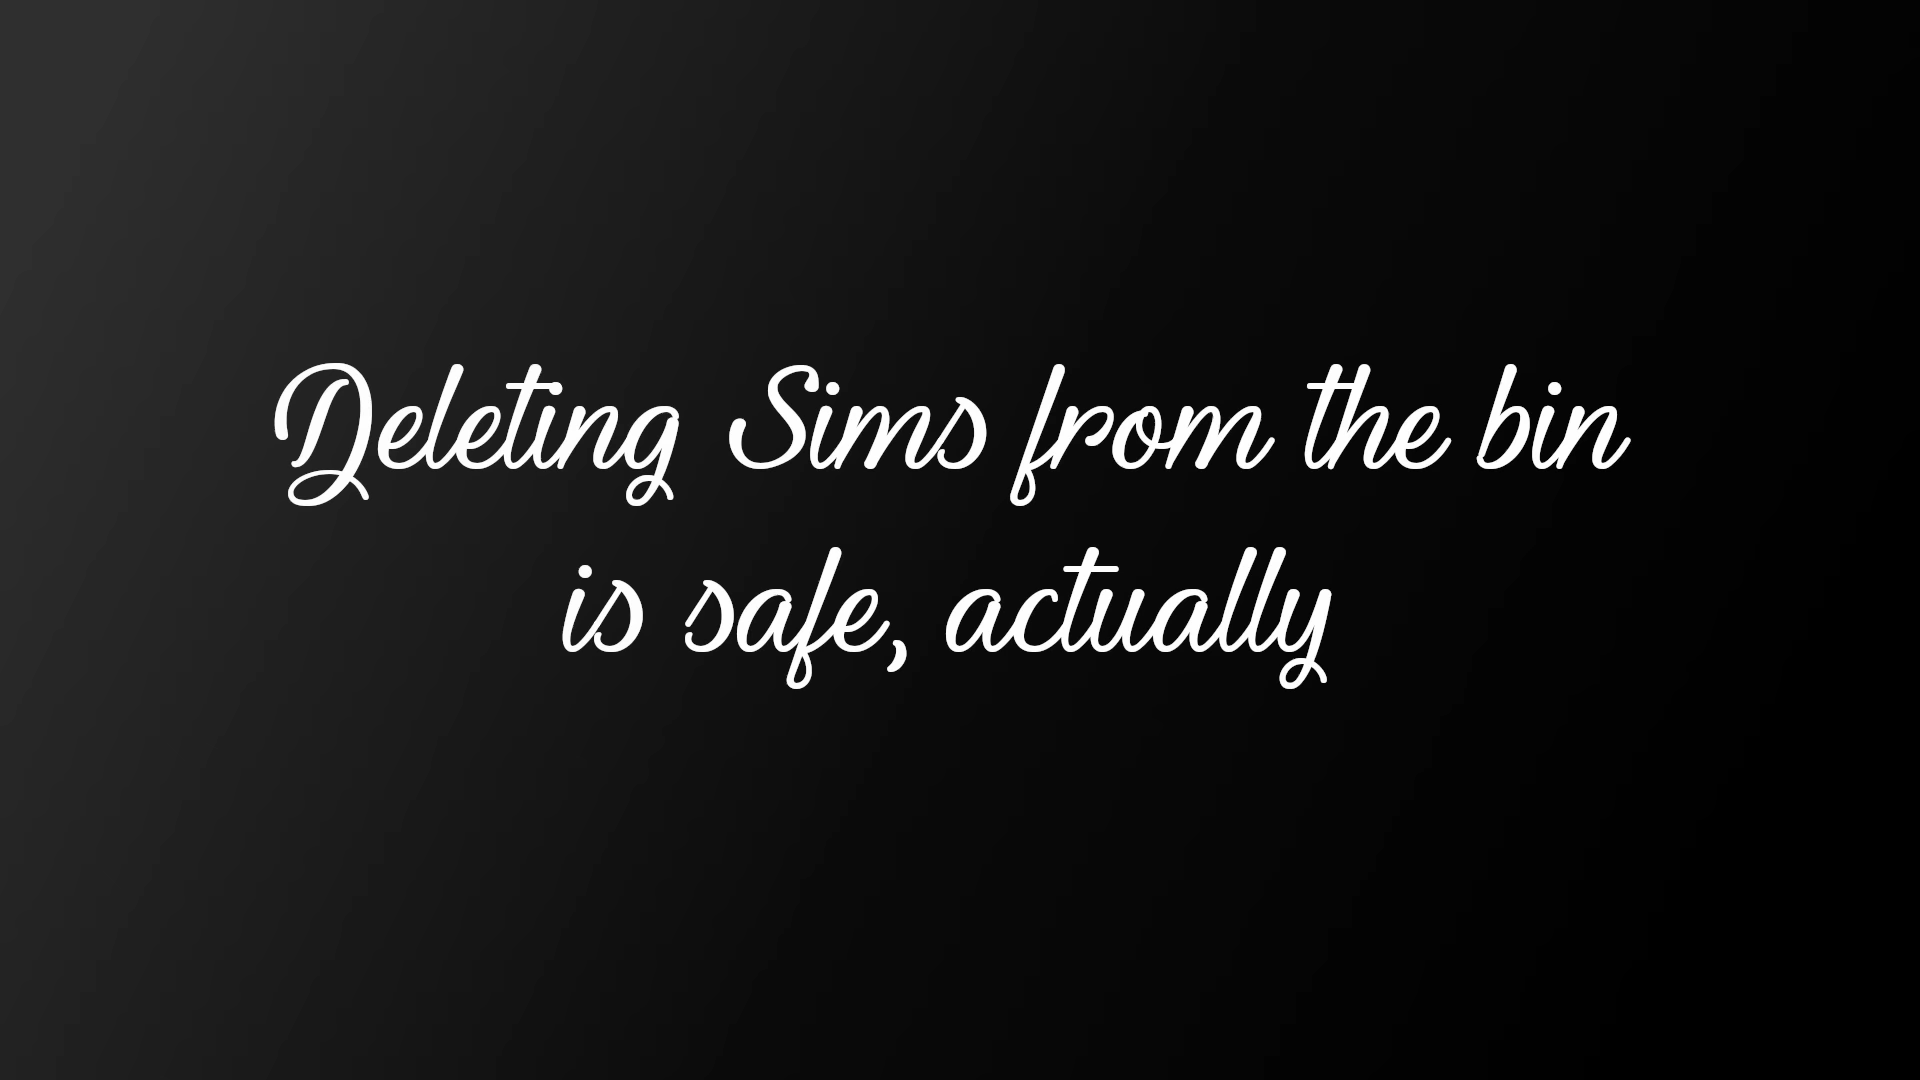 Deleting Sims from the bin
is safe, actually